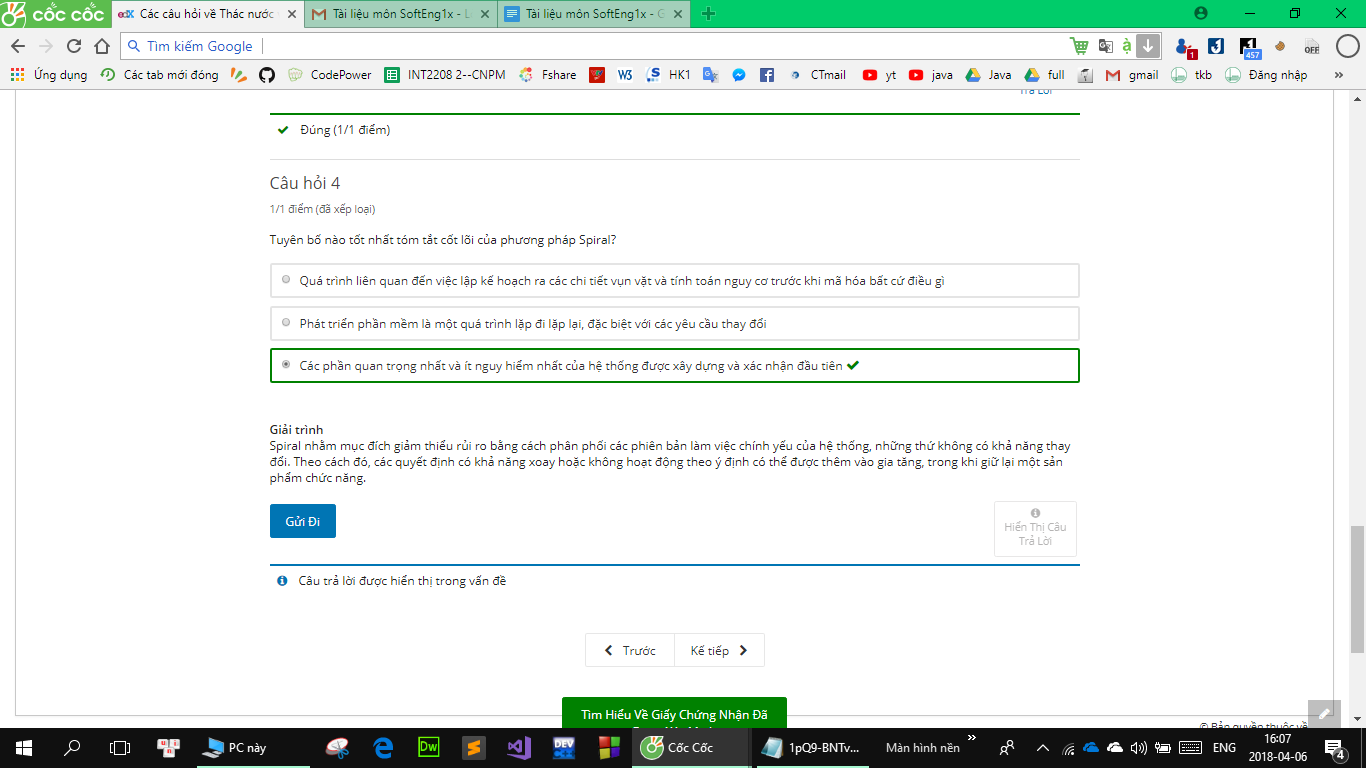 cốc cốc
edX Các câu hỏi về Thác nước
Tài liệu môn SoftEng1x - L
Tài liệu môn SoftEng1x - G
Tìm kiếm Google
1
457
OFF
Ứng dụng
Các tab mới đóng
CodePower
INT2208 2--CNPM
Fshare
W3
HK1
CTmail
yt
java
Java
full
gmail
tkb
Đăng nhập
»
Trả Lời
Đúng (1/1 điểm)
Câu hỏi 4
1/1 điểm (đã xếp loại)
Tuyên bố nào tốt nhất tóm tắt cốt lõi của phương pháp Spiral?
Quá trình liên quan đến việc lập kế hoạch ra các chi tiết vụn vặt và tính toán nguy cơ trước khi mã hóa bất cứ điều gì
Phát triển phần mềm là một quá trình lặp đi lặp lại, đặc biệt với các yêu cầu thay đổi
Các phần quan trọng nhất và ít nguy hiểm nhất của hệ thống được xây dựng và xác nhận đầu tiên
Giải trình
Spiral nhằm mục đích giảm thiểu rủi ro bằng cách phân phối các phiên bản làm việc chính yếu của hệ thống, những thứ không có khả năng thay
đổi. Theo cách đó, các quyết định có khả năng xoay hoặc không hoạt động theo ý định có thể được thêm vào gia tăng, trong khi giữ lại một sản
phẩm chức năng.
Gửi Đi
Hiển Thị Câu
Trả Lời
Câu trả lời được hiển thị trong vấn đề
Trước
Kế tiếp
Tìm Hiểu Về Giấy Chứng Nhận Đã
© Bản quyền thuộc về
PC này
Dw
DEV
Cốc Cốc
1pQ9-BNTv...
Màn hình nền
»
ENG
16:07
2018-04-06
4